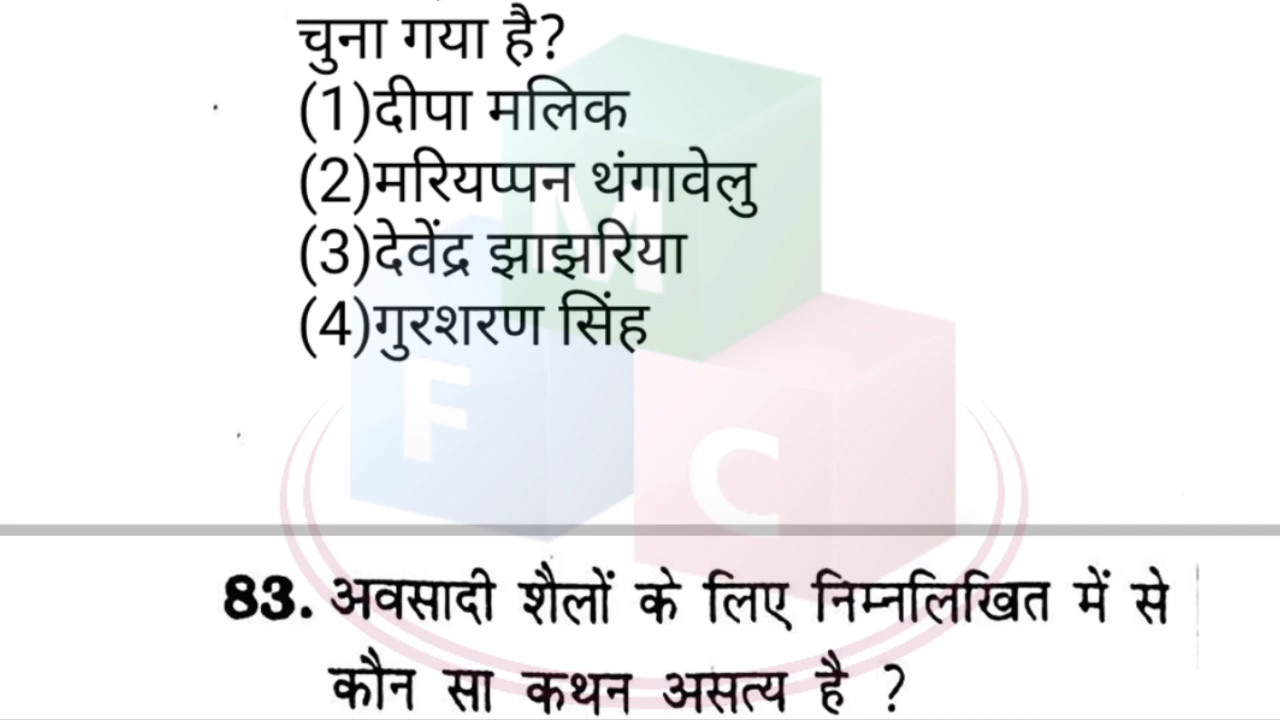 चुना गया है?
(1)दीपा मलिक
(2)मरियप्पन थंगावेलु
(3)देवेंद्र झाझरिया
(4)गुरशरण सिंह
M
F
C
83. अवसादी शैलों के लिए निम्नलिखित में से
कौन सा कथन असत्य है ?